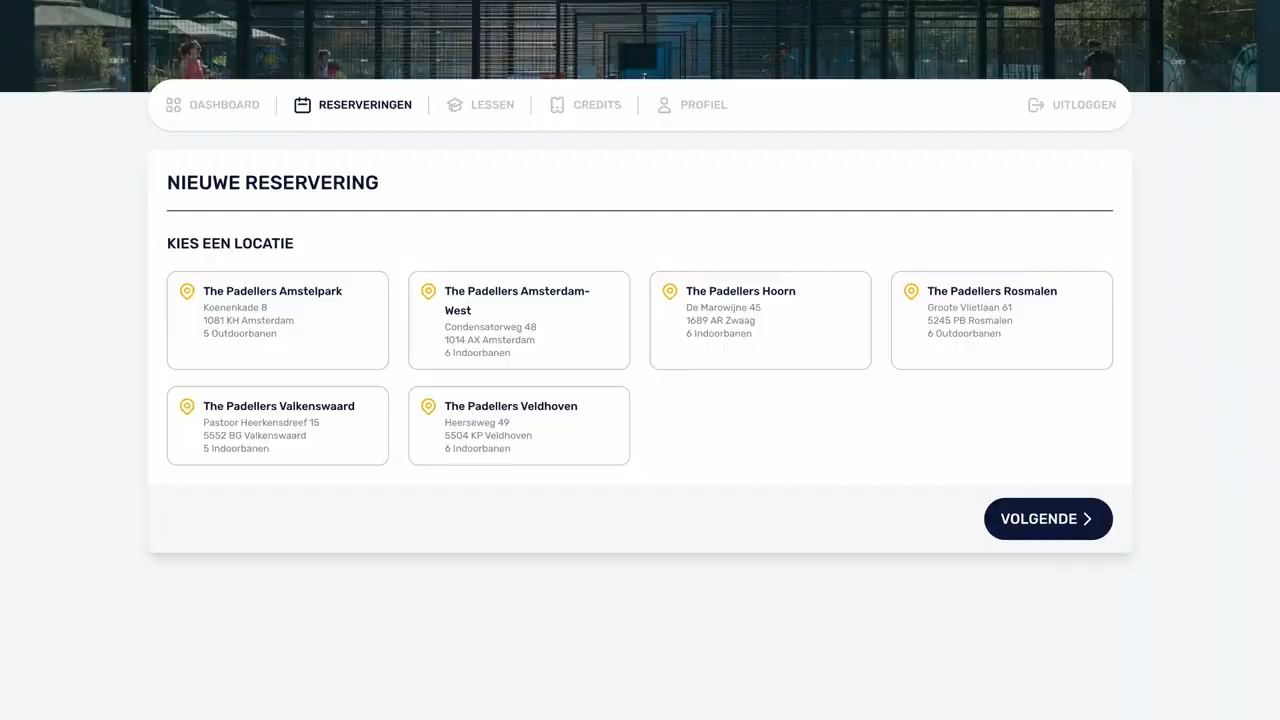 DASHBOARD
RESERVERINGEN
LESSEN
CREDITS
PROFIEL
UITLOGGEN
NIEUWE RESERVERING
KIES EEN LOCATIE
The Padellers Amstelpark
Koenenkade 8
1081 KH Amsterdam
5 Outdoorbanen
The Padellers Amsterdam-
West
Condensatorweg 48
1014 AX Amsterdam
6 Indoorbanen
The Padellers Hoorn
De Marowijne 45
1689 AR Zwaag
6 Indoorbanen
The Padellers Rosmalen
Groote Vlietlaan 61
5245 PB Rosmalen
6 Outdoorbanen
The Padellers Valkenswaard
Pastoor Heerkensdreef 15
5552 BG Valkenswaard
5 Indoorbanen
The Padellers Veldhoven
Heerseweg 49
5504 KP Veldhoven
6 Indoorbanen
VOLGENDE